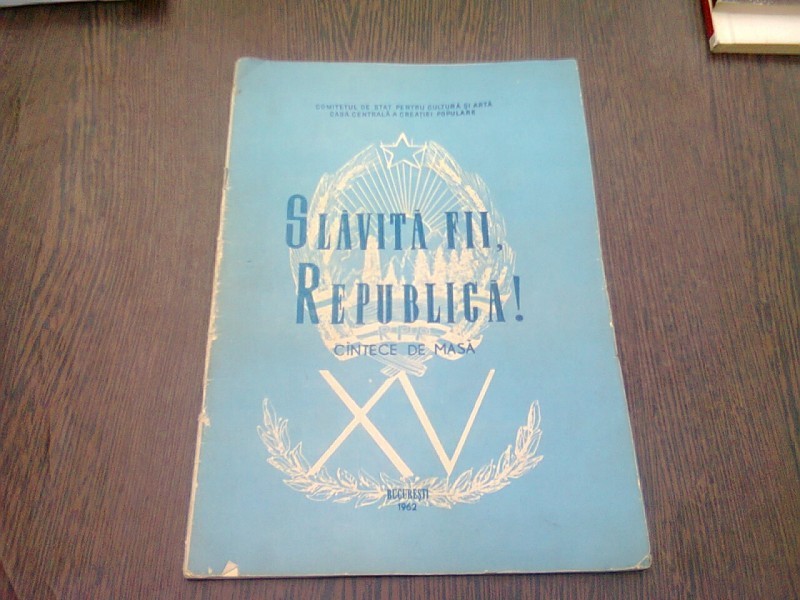 COMITETUL DE STAT PENTRU CULTURĂ ȘI ARTĂ
CASA CENTRALĂ A CREAȚIEI POPULARE
SLĂVITĂ FII,
REPUBLICĂ!
R.P.R.
CÎNTECE DE MASĂ
XV
BUCUREȘTI
1962